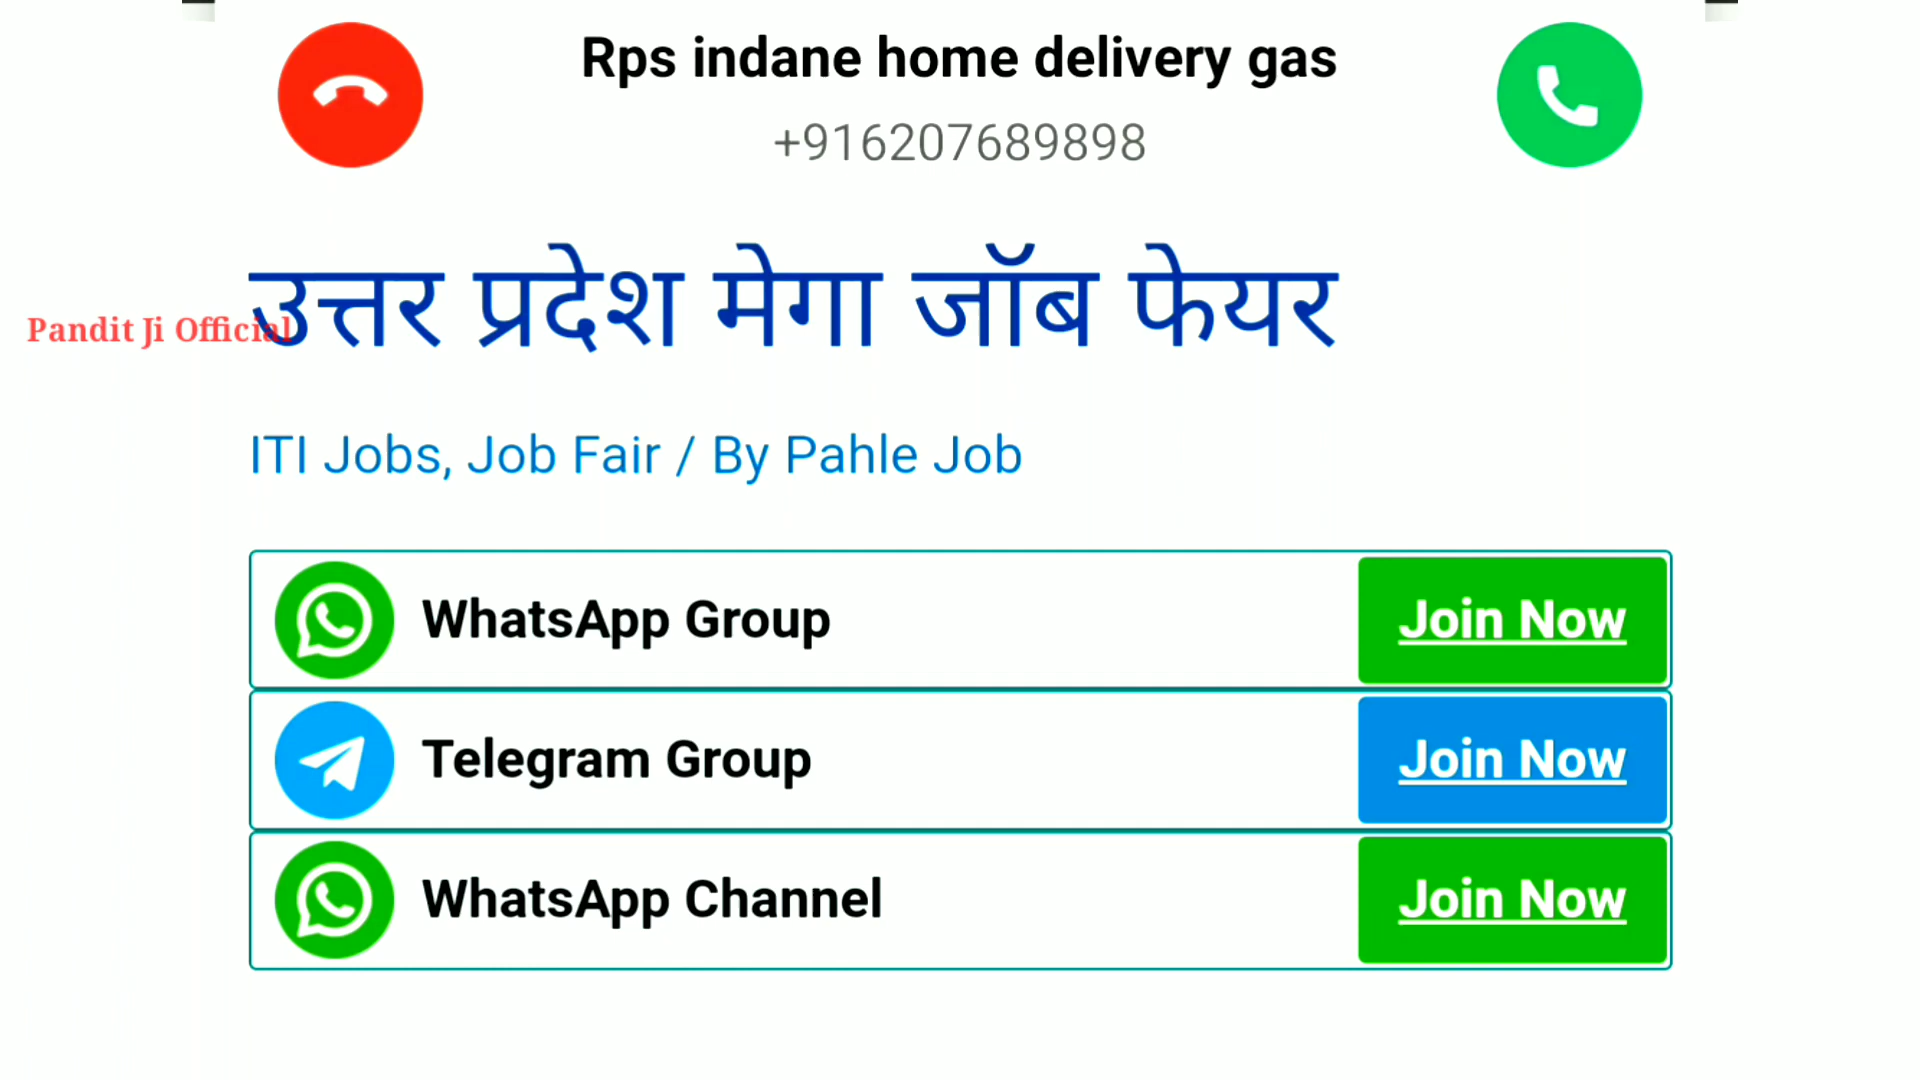 Rps indane home delivery gas
+916207689898
उत्तर प्रदेश मेगा जॉब फेयर
Pandit Ji Official
ITI Jobs, Job Fair / By Pahle Job
WhatsApp Group Join Now
Telegram Group Join Now
WhatsApp Channel Join Now